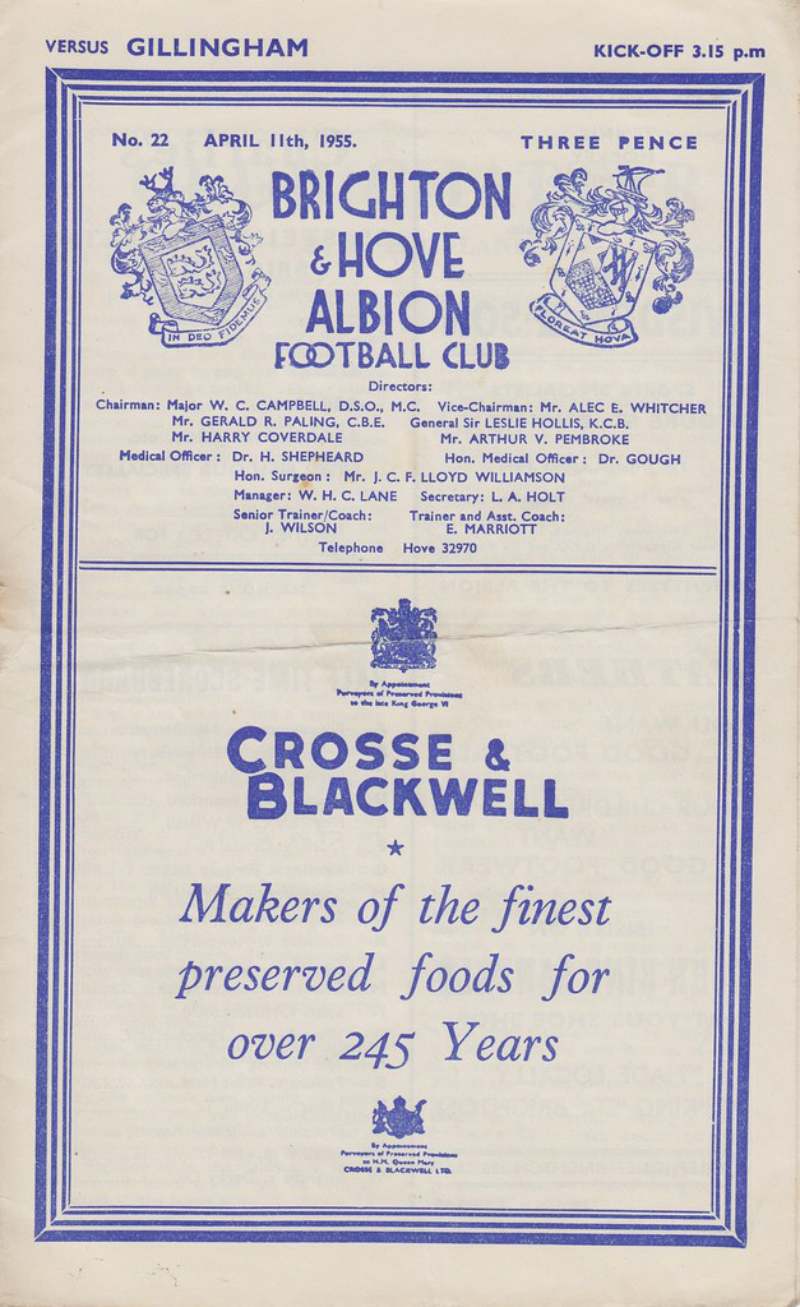 VERSUS GILLINGHAM KICK-OFF 3.15 p.m
No. 22 APRIL 11th, 1955. THREE PENCE
BRIGHTON
& HOVE
ALBION
FOOTBALL CLUB
IN DEO FIDEMUS
FLOREAT HOVA
Directors:
Chairman: Major W. C. CAMPBELL, D.S.O., M.C. Vice-Chairman: Mr. ALEC E. WHITCHER
Mr. GERALD R. PALING, C.B.E. General Sir LESLIE HOLLIS, K.C.B.
Mr. HARRY COVERDALE Mr. ARTHUR V. PEMBROKE
Medical Officer : Dr. H. SHEPHEARD Hon. Medical Officer : Dr. GOUGH
Hon. Surgeon : Mr. J. C. F. LLOYD WILLIAMSON
Manager: W. H. C. LANE Secretary: L. A. HOLT
Senior Trainer/Coach: Trainer and Asst. Coach:
J. WILSON E. MARRIOTT
Telephone Hove 32970
By Appointment
Purveyors of Preserved Provisions
to the late King George VI
CROSSE &
BLACKWELL
★
Makers of the finest
preserved foods for
over 245 Years
By Appointment
Purveyors of Preserved Provisions
to H.M. Queen Mary
CROSSE & BLACKWELL LTD.